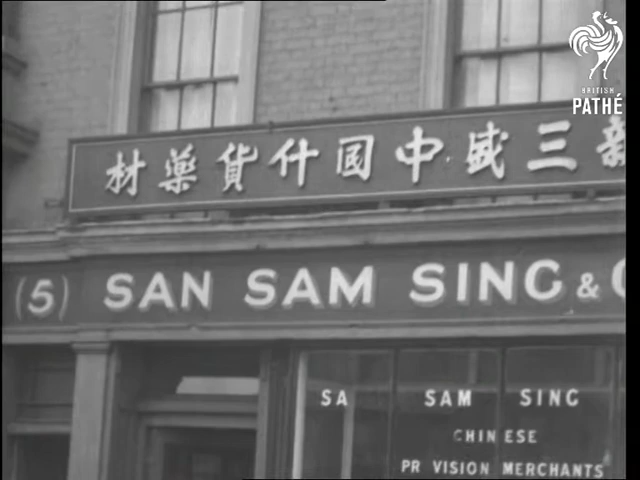 BRITISH
PATHÉ
新三盛中國什貨藥材
(5) SAN SAM SING & C
SA SAM SING
CHINESE
PR VISION MERCHANTS